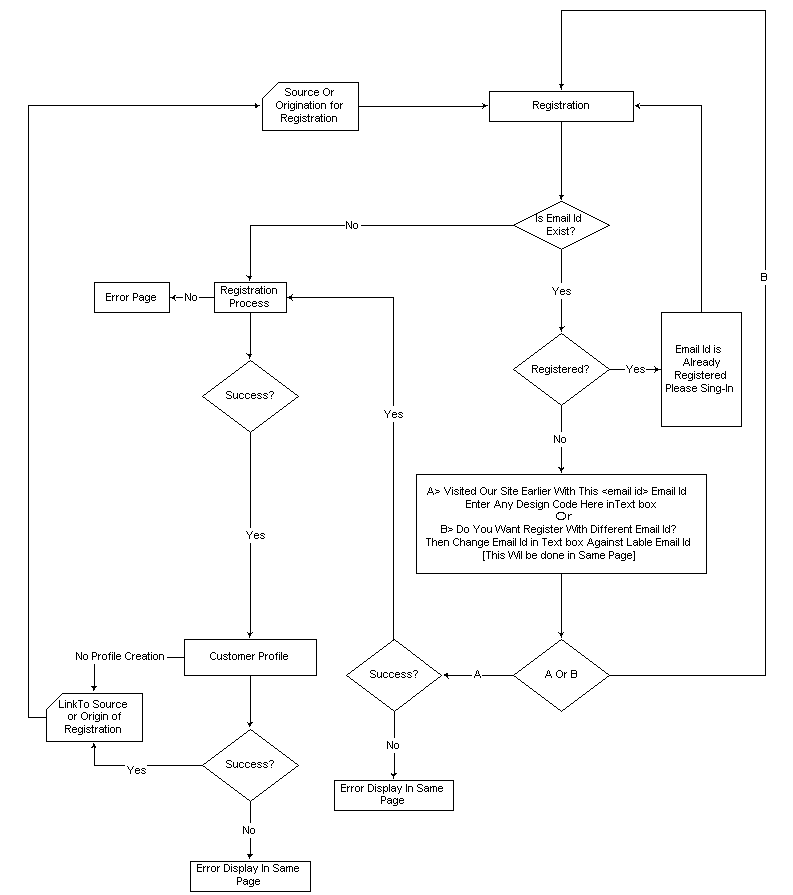 Source Or
Origination for
Registration
Registration
B
Is Email Id
Exist?
No
Yes
Error Page
No
Registration
Process
Success?
Registered?
Yes
Email Id is
Already
Registered
Please Sing-In
Yes
No
A> Visited Our Site Earlier With This <email id> Email Id
Enter Any Design Code Here inText box
Or
B> Do You Want Register With Different Email Id?
Then Change Email Id in Text box Against Lable Email Id
[This Will be done in Same Page]
Yes
No Profile Creation
Customer Profile
Success?
A
A Or B
LinkTo Source
or Origin of
Registration
No
Yes
Success?
Error Display In Same
Page
No
Error Display In Same
Page